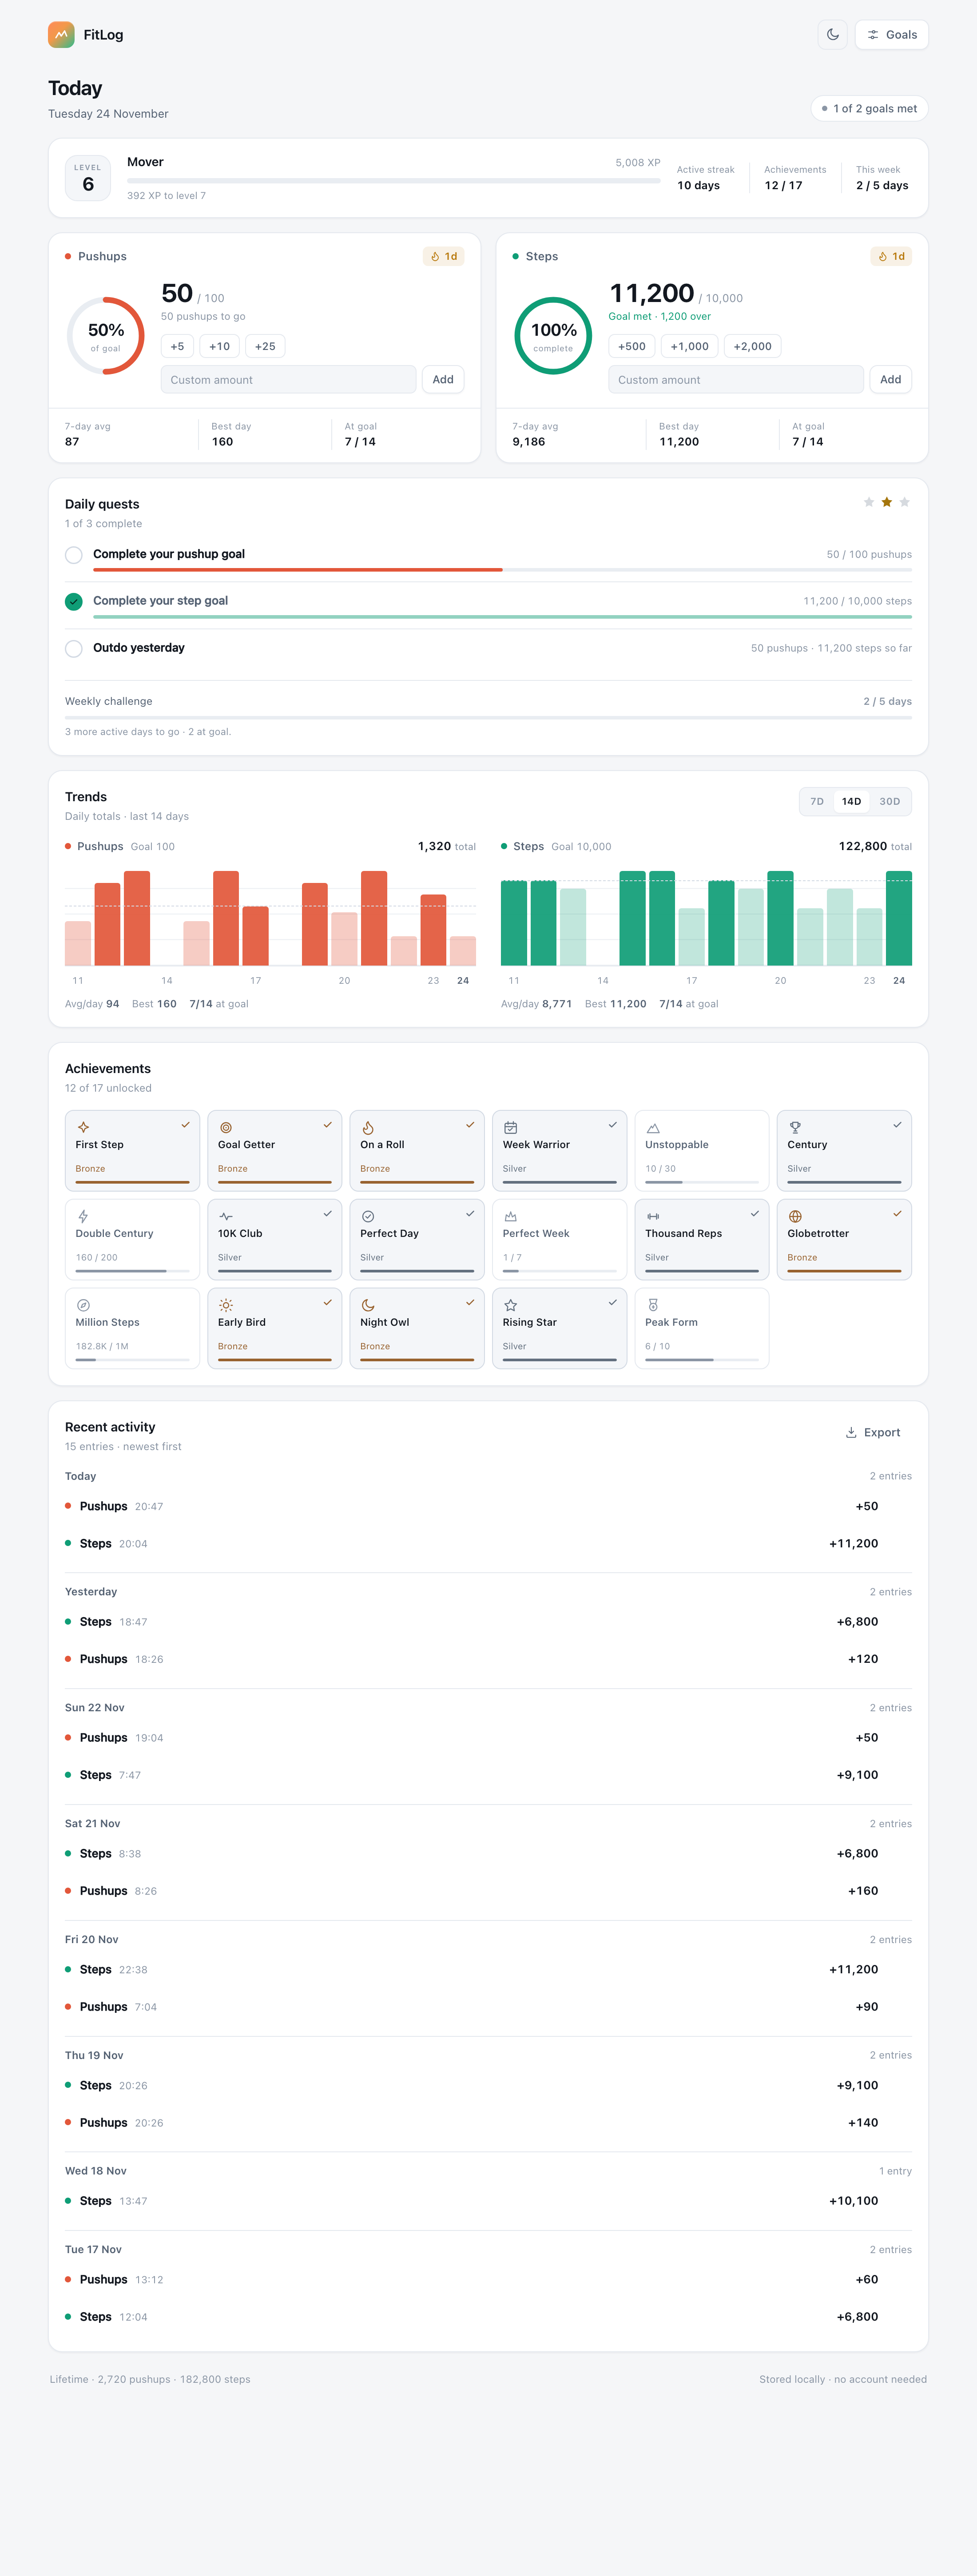 FitLog
Goals
Today
Tuesday 24 November
1 of 2 goals met
LEVEL
6
Mover
5,008 XP
392 XP to level 7
Active streak
10 days
Achievements
12 / 17
This week
2 / 5 days
Pushups
1d
50%
of goal
50 / 100
50 pushups to go
+5
+10
+25
Custom amount
Add
7-day avg
87
Best day
160
At goal
7 / 14
Steps
1d
100%
complete
11,200 / 10,000
Goal met · 1,200 over
+500
+1,000
+2,000
Custom amount
Add
7-day avg
9,186
Best day
11,200
At goal
7 / 14
Daily quests
1 of 3 complete
Complete your pushup goal
50 / 100 pushups
Complete your step goal
11,200 / 10,000 steps
Outdo yesterday
50 pushups · 11,200 steps so far
Weekly challenge
2 / 5 days
3 more active days to go · 2 at goal.
Trends
Daily totals · last 14 days
7D
14D
30D
Pushups Goal 100
1,320 total
11 14 17 20 23 24
Avg/day 94 Best 160 7/14 at goal
Steps Goal 10,000
122,800 total
11 14 17 20 23 24
Avg/day 8,771 Best 11,200 7/14 at goal
Achievements
12 of 17 unlocked
First Step
Bronze
Goal Getter
Bronze
On a Roll
Bronze
Week Warrior
Silver
Unstoppable
10 / 30
Century
Silver
Double Century
160 / 200
10K Club
Silver
Perfect Day
Silver
Perfect Week
1 / 7
Thousand Reps
Silver
Globetrotter
Bronze
Million Steps
182.8K / 1M
Early Bird
Bronze
Night Owl
Bronze
Rising Star
Silver
Peak Form
6 / 10
Recent activity
15 entries · newest first
Export
Today
2 entries
Pushups 20:47
+50
Steps 20:04
+11,200
Yesterday
2 entries
Steps 18:47
+6,800
Pushups 18:26
+120
Sun 22 Nov
2 entries
Pushups 19:04
+50
Steps 7:47
+9,100
Sat 21 Nov
2 entries
Steps 8:38
+6,800
Pushups 8:26
+160
Fri 20 Nov
2 entries
Steps 22:38
+11,200
Pushups 7:04
+90
Thu 19 Nov
2 entries
Steps 20:26
+9,100
Pushups 20:26
+140
Wed 18 Nov
1 entry
Steps 13:47
+10,100
Tue 17 Nov
2 entries
Pushups 13:12
+60
Steps 12:04
+6,800
Lifetime · 2,720 pushups · 182,800 steps
Stored locally · no account needed